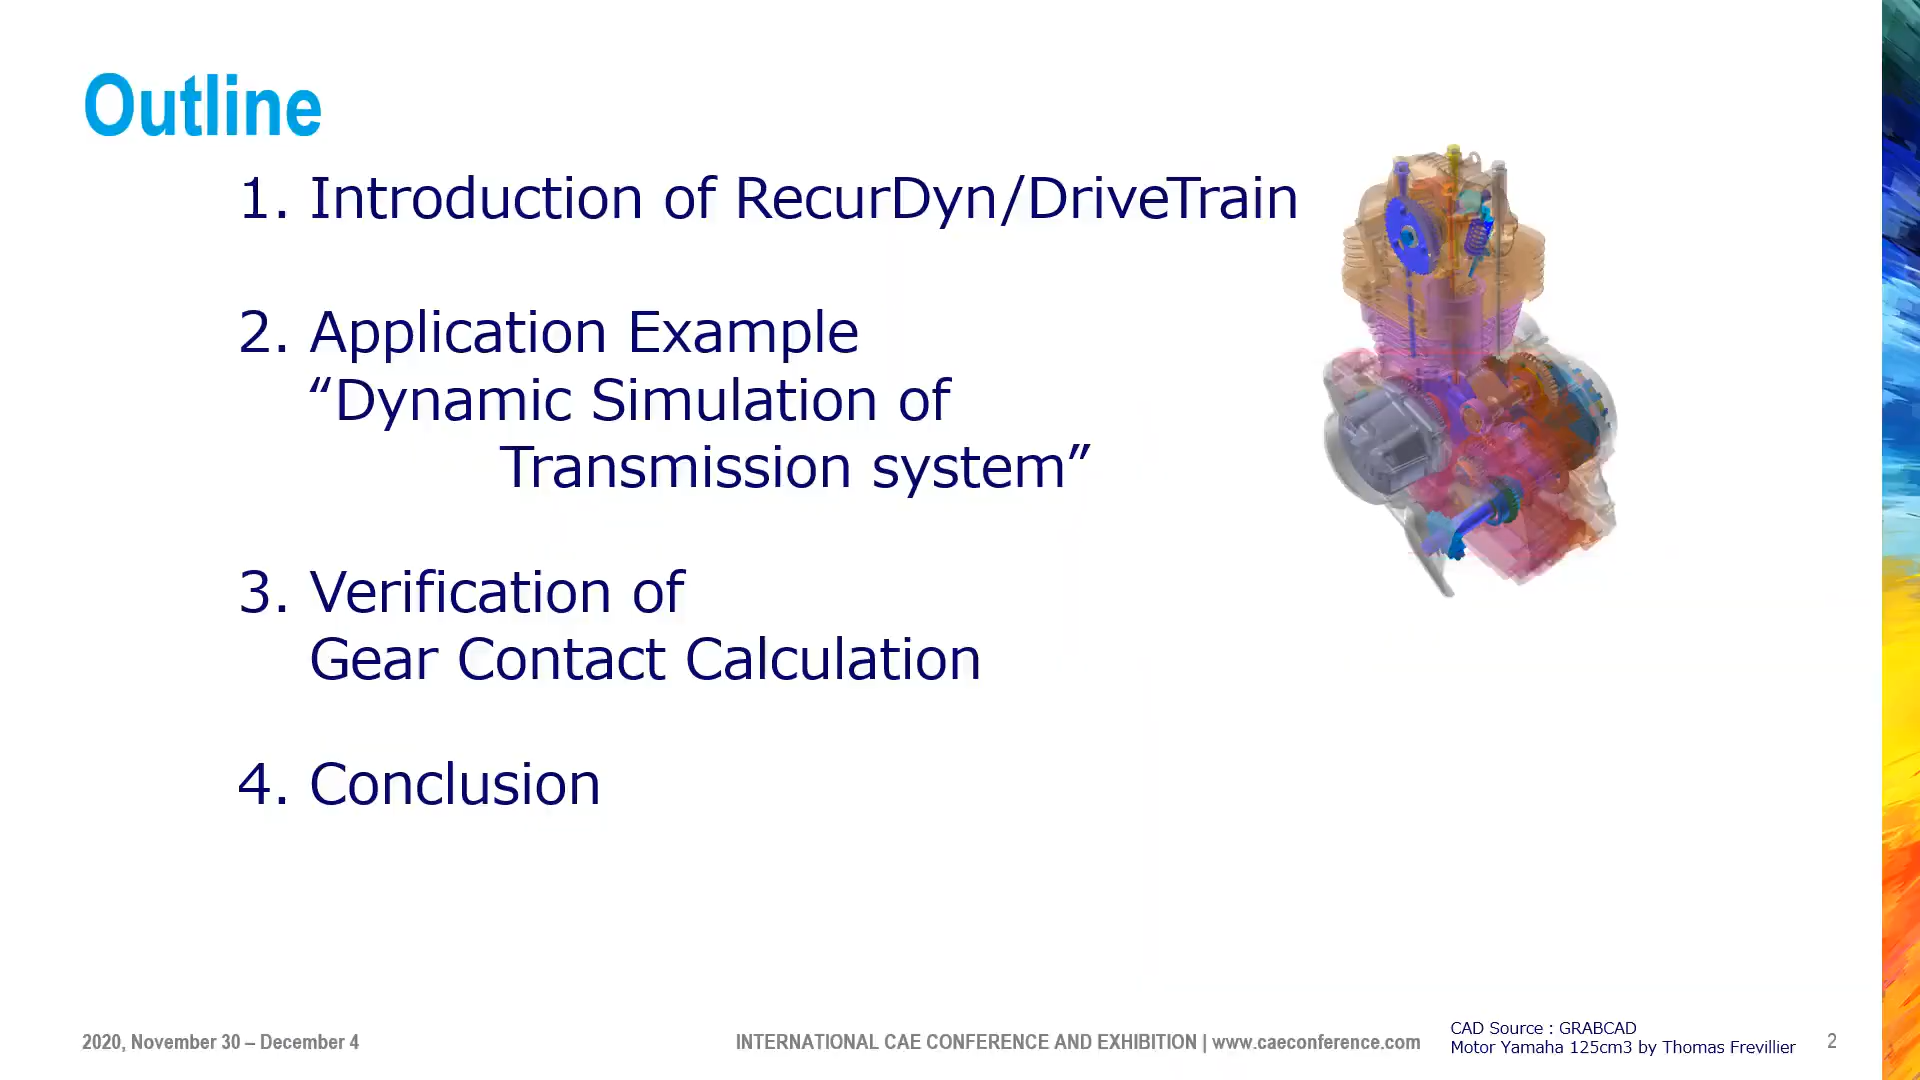 Outline
1. Introduction of RecurDyn/DriveTrain
2. Application Example
“Dynamic Simulation of
Transmission system”
3. Verification of
Gear Contact Calculation
4. Conclusion
2020, November 30 – December 4
INTERNATIONAL CAE CONFERENCE AND EXHIBITION | www.caeconference.com
CAD Source : GRABCAD
Motor Yamaha 125cm3 by Thomas Frevillier
2